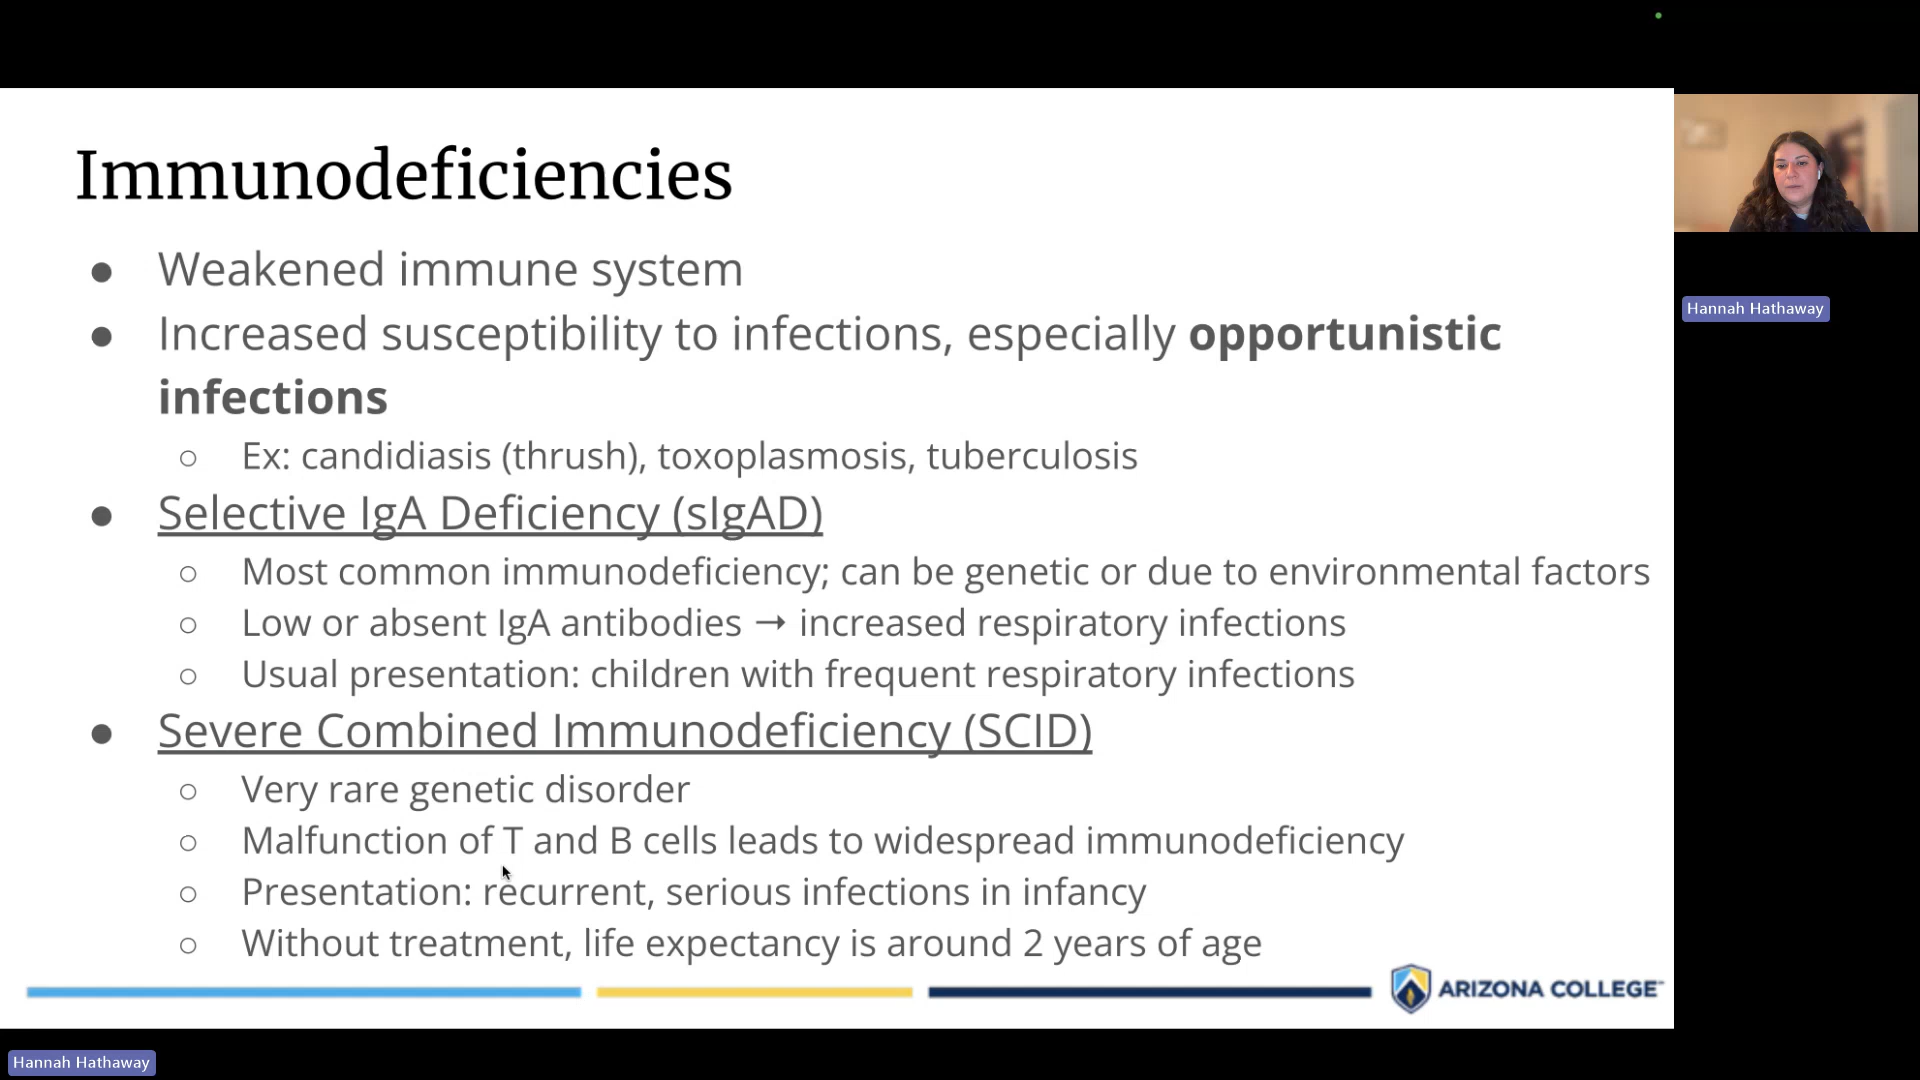 Immunodeficiencies
● Weakened immune system
● Increased susceptibility to infections, especially opportunistic
infections
○ Ex: candidiasis (thrush), toxoplasmosis, tuberculosis
● Selective IgA Deficiency (sIgAD)
○ Most common immunodeficiency; can be genetic or due to environmental factors
○ Low or absent IgA antibodies → increased respiratory infections
○ Usual presentation: children with frequent respiratory infections
● Severe Combined Immunodeficiency (SCID)
○ Very rare genetic disorder
○ Malfunction of T and B cells leads to widespread immunodeficiency
○ Presentation: recurrent, serious infections in infancy
○ Without treatment, life expectancy is around 2 years of age
ARIZONA COLLEGE™
Hannah Hathaway
Hannah Hathaway